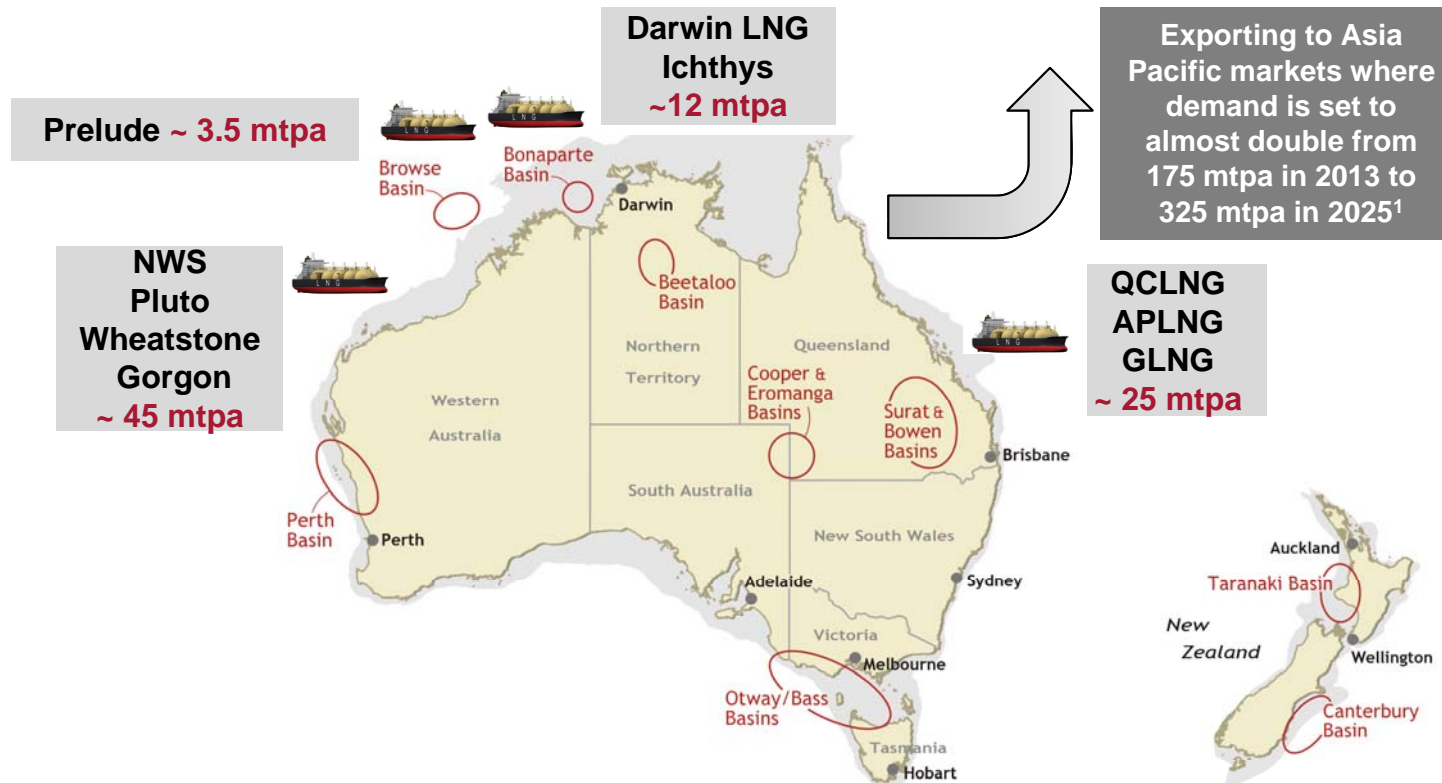 Darwin LNG
Ichthys
~12 mtpa
Exporting to Asia
Pacific markets where
demand is set to
almost double from
175 mtpa in 2013 to
325 mtpa in 2025¹
Prelude ~ 3.5 mtpa
LNG
LNG
Browse
Basin
Bonaparte
Basin
Darwin
NWS
Pluto
Wheatstone
Gorgon
~ 45 mtpa
LNG
Beetaloo
Basin
QCLNG
APLNG
GLNG
~ 25 mtpa
LNG
Northern
Territory
Queensland
Cooper &
Eromanga
Basins
Surat &
Bowen
Basins
Western
Australia
Brisbane
South Australia
New South Wales
Perth
Basin
Perth
Adelaide
Sydney
Victoria
Melbourne
Otway/Bass
Basins
Tasmania
Hobart
Auckland
Taranaki Basin
New
Zealand
Wellington
Canterbury
Basin